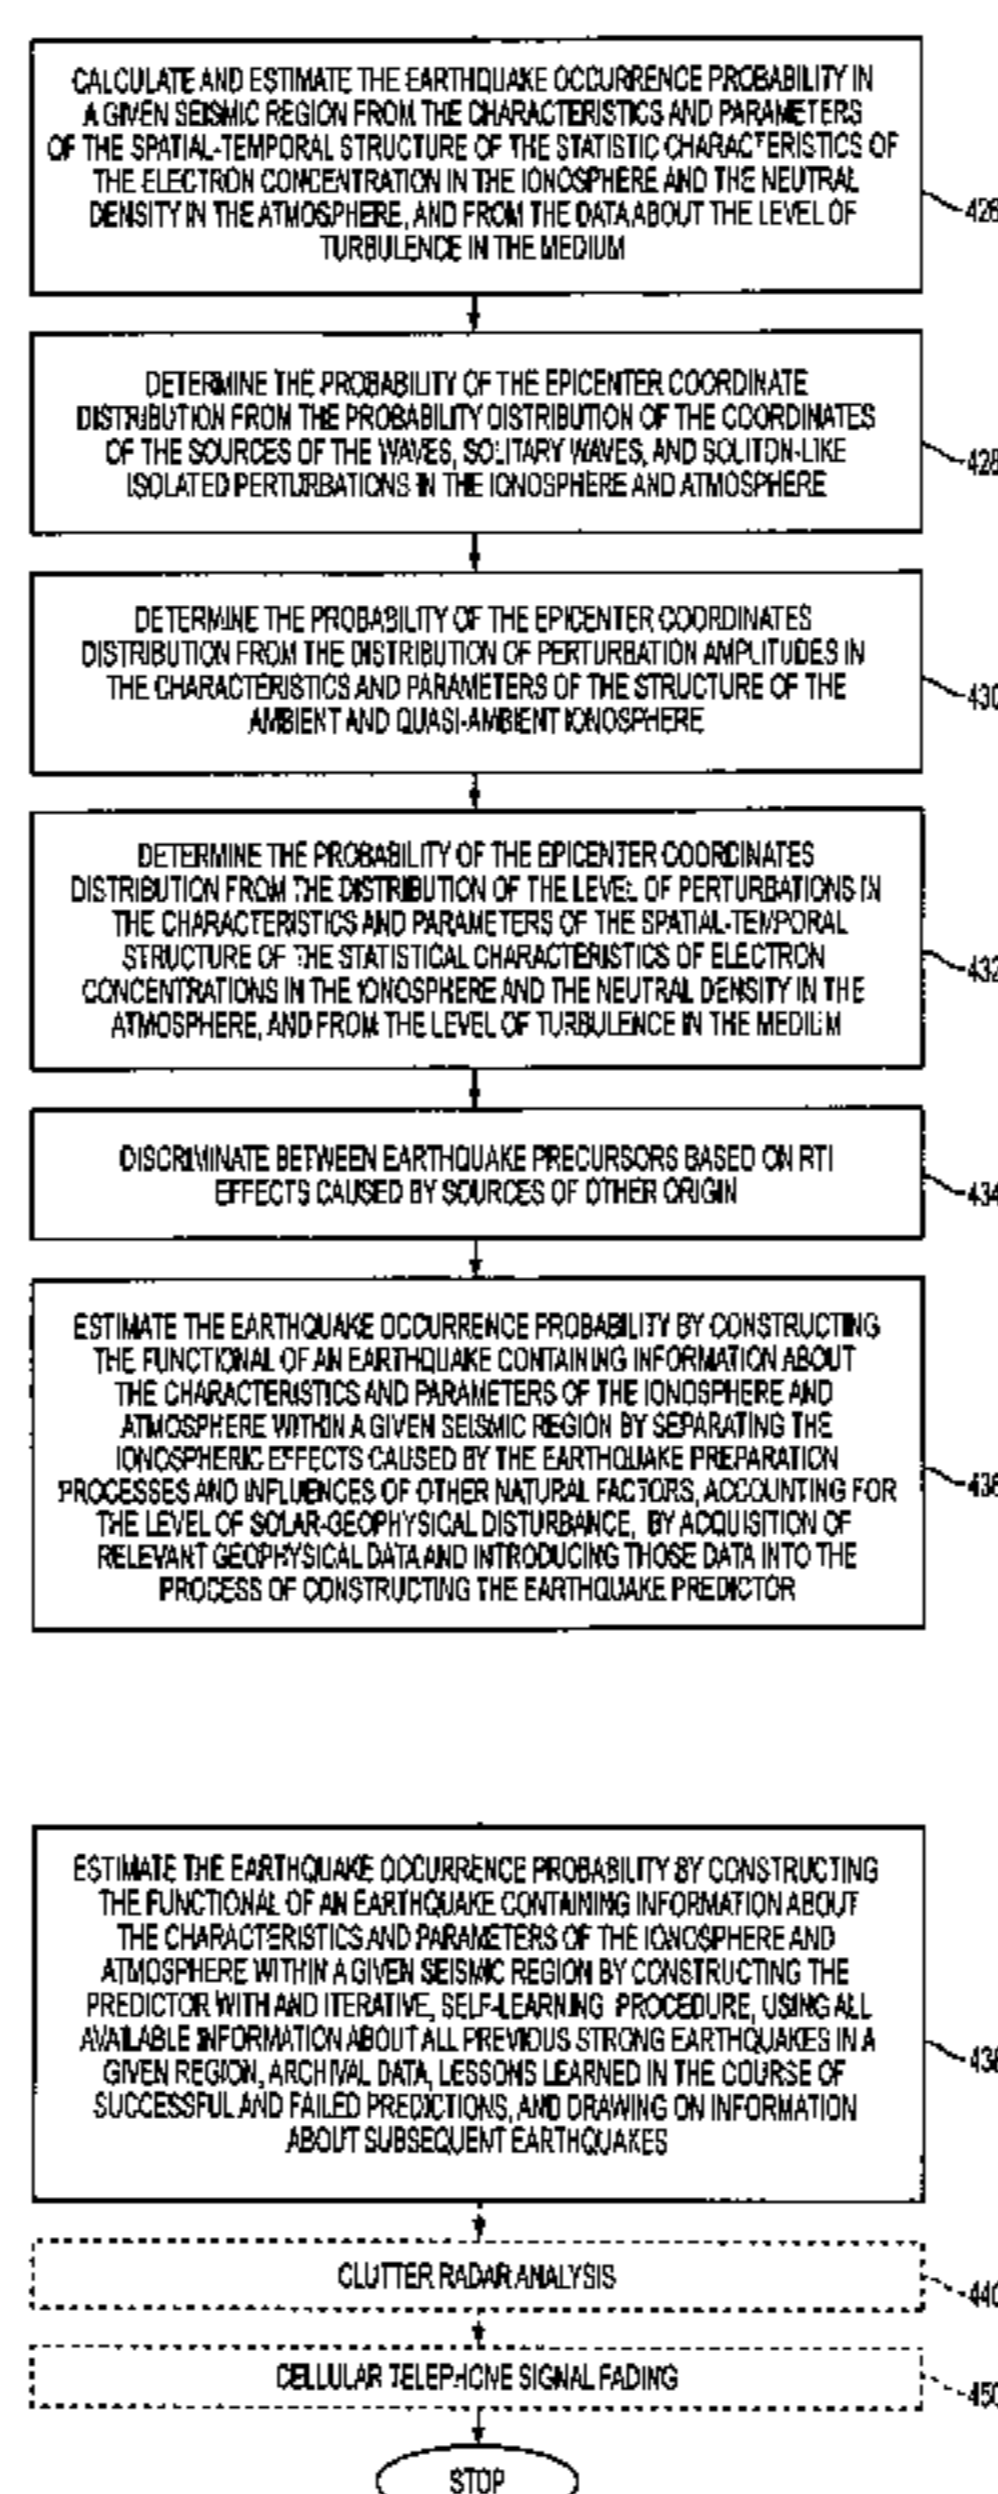 CALCULATE AND ESTIMATE THE EARTHQUAKE OCCURRENCE PROBABILITY IN
A GIVEN SEISMIC REGION FROM THE CHARACTERISTICS AND PARAMETERS
OF THE SPATIAL-TEMPORAL STRUCTURE OF THE STATISTIC CHARACTERISTICS OF
THE ELECTRON CONCENTRATION IN THE IONOSPHERE AND THE NEUTRAL
DENSITY IN THE ATMOSPHERE, AND FROM THE DATA ABOUT THE LEVEL OF
TURBULENCE IN THE MEDIUM
426
DETERMINE THE PROBABILITY OF THE EPICENTER COORDINATE
DISTRIBUTION FROM THE PROBABILITY DISTRIBUTION OF THE COORDINATES
OF THE SOURCES OF THE WAVES, SOLITARY WAVES, AND SOLITON-LIKE
ISOLATED PERTURBATIONS IN THE IONOSPHERE AND ATMOSPHERE
428
DETERMINE THE PROBABILITY OF THE EPICENTER COORDINATES
DISTRIBUTION FROM THE DISTRIBUTION OF PERTURBATION AMPLITUDES IN
THE CHARACTERISTICS AND PARAMETERS OF THE STRUCTURE OF THE
AMBIENT AND QUASI-AMBIENT IONOSPHERE
430
DETERMINE THE PROBABILITY OF THE EPICENTER COORDINATES
DISTRIBUTION FROM THE DISTRIBUTION OF THE LEVEL OF PERTURBATIONS IN
THE CHARACTERISTICS AND PARAMETERS OF THE SPATIAL-TEMPORAL
STRUCTURE OF THE STATISTICAL CHARACTERISTICS OF ELECTRON
CONCENTRATIONS IN THE IONOSPHERE AND THE NEUTRAL DENSITY IN THE
ATMOSPHERE, AND FROM THE LEVEL OF TURBULENCE IN THE MEDIUM
432
DISCRIMINATE BETWEEN EARTHQUAKE PRECURSORS BASED ON RTI
EFFECTS CAUSED BY SOURCES OF OTHER ORIGIN
434
ESTIMATE THE EARTHQUAKE OCCURRENCE PROBABILITY BY CONSTRUCTING
THE FUNCTIONAL OF AN EARTHQUAKE CONTAINING INFORMATION ABOUT
THE CHARACTERISTICS AND PARAMETERS OF THE IONOSPHERE AND
ATMOSPHERE WITHIN A GIVEN SEISMIC REGION BY SEPARATING THE
IONOSPHERIC EFFECTS CAUSED BY THE EARTHQUAKE PREPARATION
PROCESSES AND INFLUENCES OF OTHER NATURAL FACTORS, ACCOUNTING FOR
THE LEVEL OF SOLAR-GEOPHYSICAL DISTURBANCE, BY ACQUISITION OF
RELEVANT GEOPHYSICAL DATA AND INTRODUCING THOSE DATA INTO THE
PROCESS OF CONSTRUCTING THE EARTHQUAKE PREDICTOR
436
ESTIMATE THE EARTHQUAKE OCCURRENCE PROBABILITY BY CONSTRUCTING
THE FUNCTIONAL OF AN EARTHQUAKE CONTAINING INFORMATION ABOUT
THE CHARACTERISTICS AND PARAMETERS OF THE IONOSPHERE AND
ATMOSPHERE WITHIN A GIVEN SEISMIC REGION BY CONSTRUCTING THE
PREDICTOR WITH AND ITERATIVE, SELF-LEARNING PROCEDURE, USING ALL
AVAILABLE INFORMATION ABOUT ALL PREVIOUS STRONG EARTHQUAKES IN A
GIVEN REGION, ARCHIVAL DATA, LESSONS LEARNED IN THE COURSE OF
SUCCESSFUL AND FAILED PREDICTIONS, AND DRAWING ON INFORMATION
ABOUT SUBSEQUENT EARTHQUAKES
438
CLUTTER RADAR ANALYSIS
440
CELLULAR TELEPHONE SIGNAL FADING
450
STOP